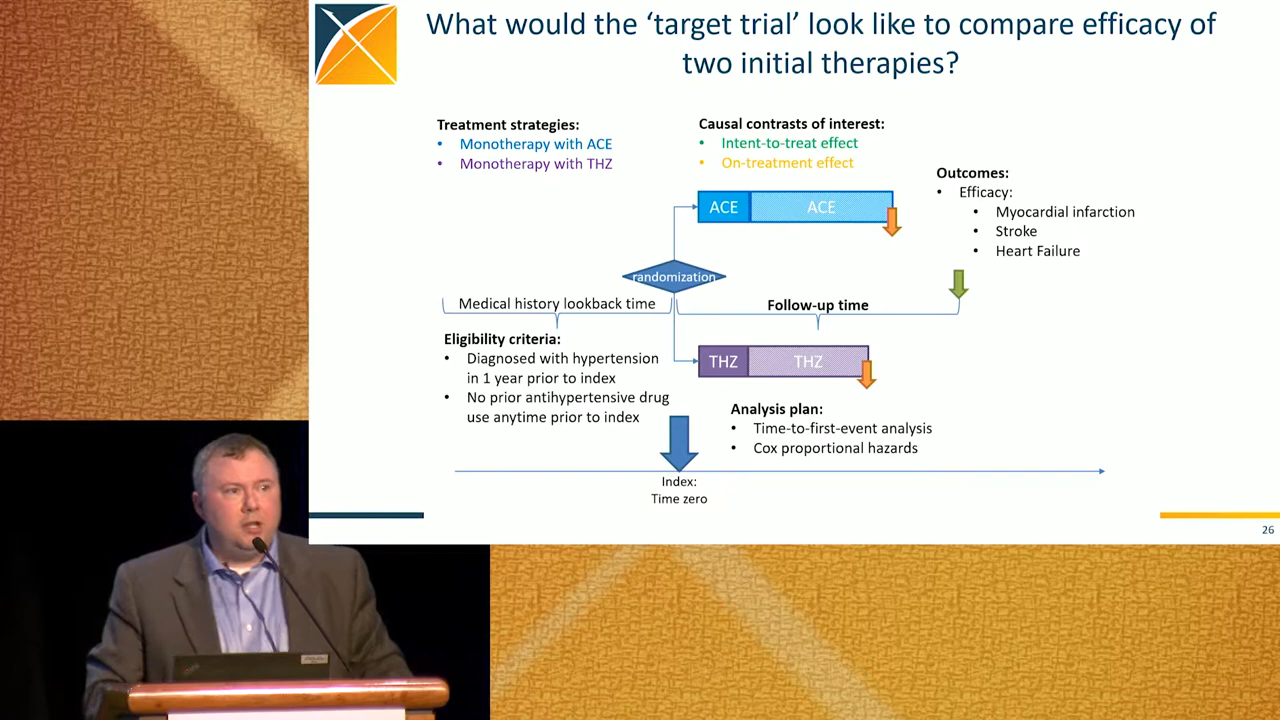 What would the ‘target trial’ look like to compare efficacy of
two initial therapies?
Treatment strategies:
• Monotherapy with ACE
• Monotherapy with THZ
Causal contrasts of interest:
• Intent-to-treat effect
• On-treatment effect
Outcomes:
• Efficacy:
• Myocardial infarction
• Stroke
• Heart Failure
ACE ACE
randomization
Medical history lookback time
Follow-up time
Eligibility criteria:
• Diagnosed with hypertension
in 1 year prior to index
• No prior antihypertensive drug
use anytime prior to index
THZ THZ
Analysis plan:
• Time-to-first-event analysis
• Cox proportional hazards
Index:
Time zero
26